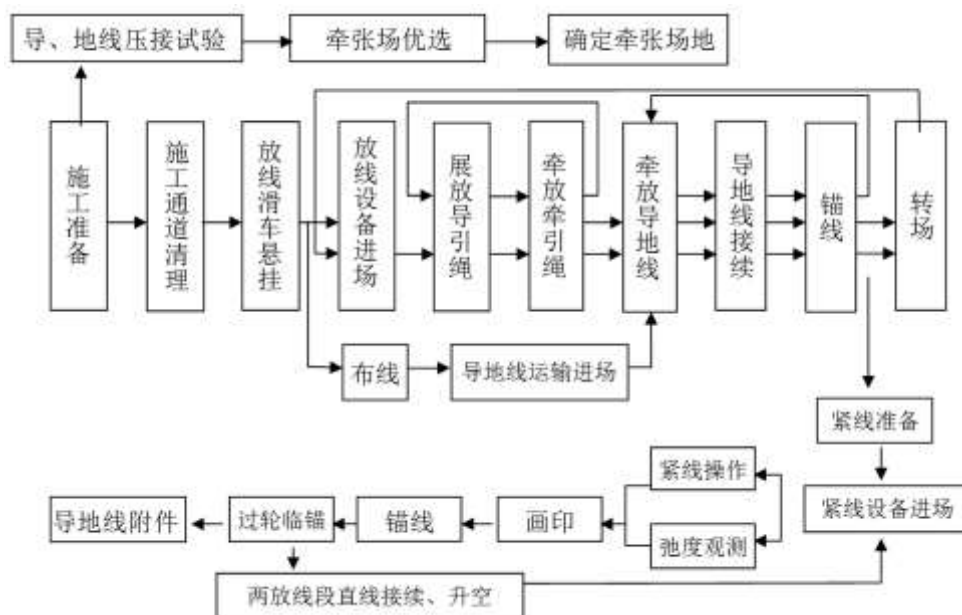 导、地线压接试验
牵张场优选
确定牵张场地
施工准备
施工通道清理
放线滑车悬挂
放线设备进场
展放导引绳
牵放牵引绳
牵放导地线
导地线接续
锚线
转场
布线
导地线运输进场
紧线准备
紧线操作
导地线附件
过轮临锚
锚线
画印
紧线设备进场
弛度观测
两放线段直线接续、升空